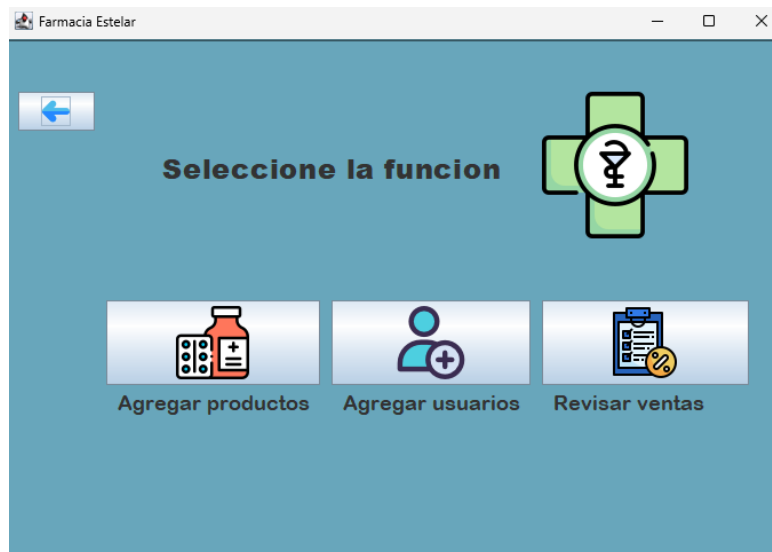 Farmacia Estelar
Seleccione la funcion
Agregar productos
Agregar usuarios
Revisar ventas